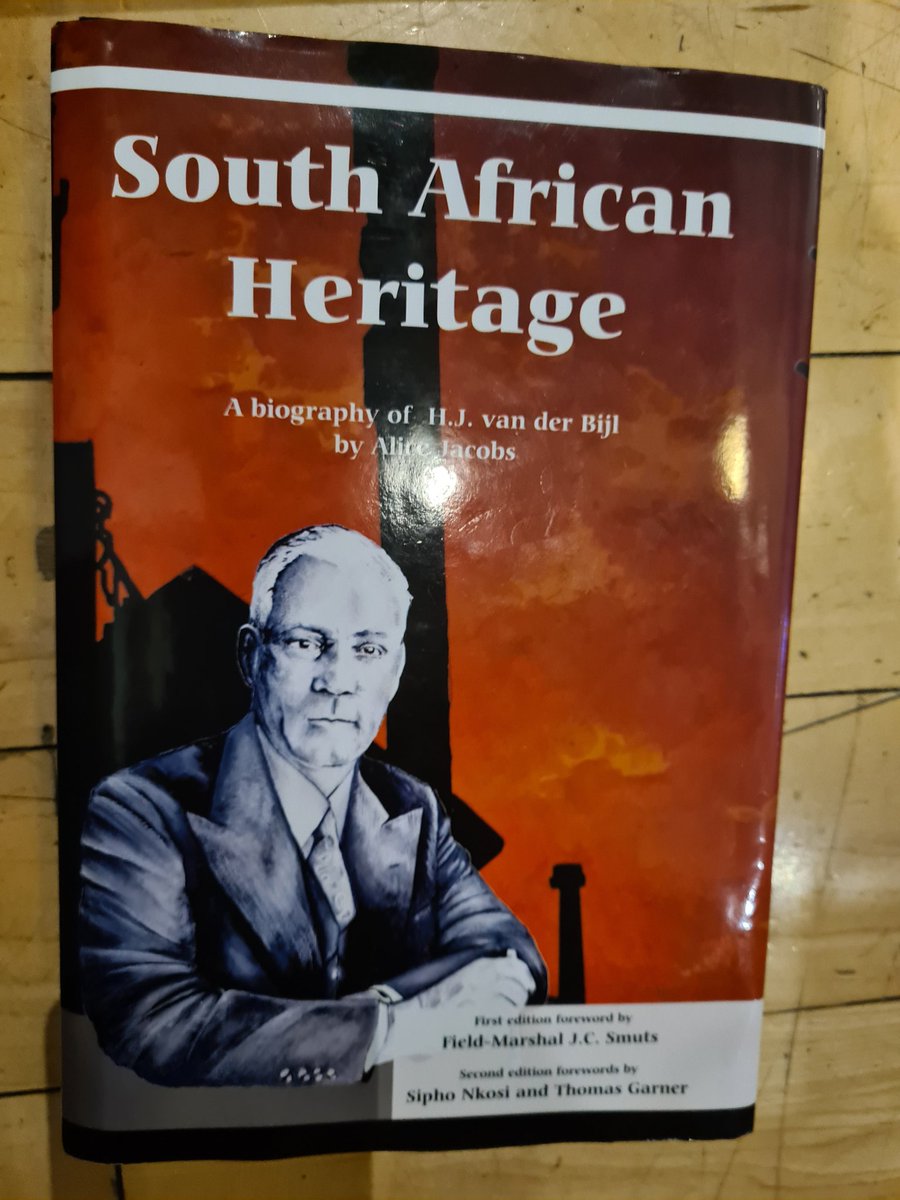 South African
Heritage
A biography of H.J. van der Bijl
by Alice Jacobs
First edition foreword by
Field-Marshal J.C. Smuts
Second edition forewords by
Sipho Nkosi and Thomas Garner